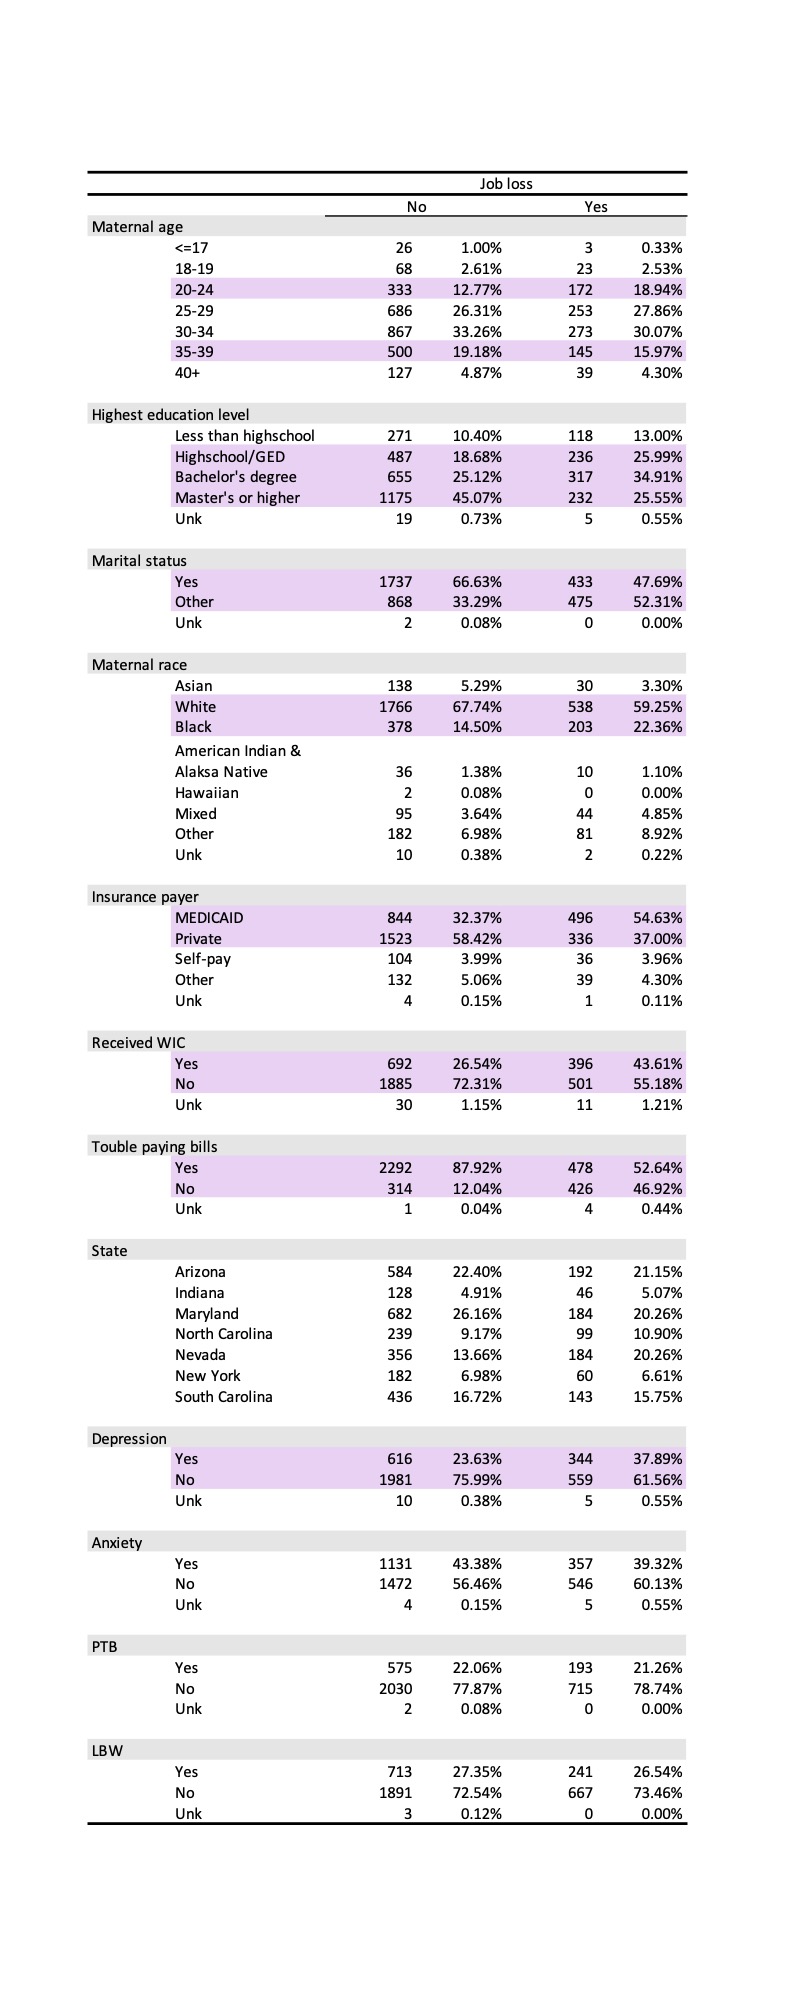 Job loss
No Yes
Maternal age
<=17 26 1.00% 3 0.33%
18-19 68 2.61% 23 2.53%
20-24 333 12.77% 172 18.94%
25-29 686 26.31% 253 27.86%
30-34 867 33.26% 273 30.07%
35-39 500 19.18% 145 15.97%
40+ 127 4.87% 39 4.30%
Highest education level
Less than highschool 271 10.40% 118 13.00%
Highschool/GED 487 18.68% 236 25.99%
Bachelor's degree 655 25.12% 317 34.91%
Master's or higher 1175 45.07% 232 25.55%
Unk 19 0.73% 5 0.55%
Marital status
Yes 1737 66.63% 433 47.69%
Other 868 33.29% 475 52.31%
Unk 2 0.08% 0 0.00%
Maternal race
Asian 138 5.29% 30 3.30%
White 1766 67.74% 538 59.25%
Black 378 14.50% 203 22.36%
American Indian &
Alaksa Native 36 1.38% 10 1.10%
Hawaiian 2 0.08% 0 0.00%
Mixed 95 3.64% 44 4.85%
Other 182 6.98% 81 8.92%
Unk 10 0.38% 2 0.22%
Insurance payer
MEDICAID 844 32.37% 496 54.63%
Private 1523 58.42% 336 37.00%
Self-pay 104 3.99% 36 3.96%
Other 132 5.06% 39 4.30%
Unk 4 0.15% 1 0.11%
Received WIC
Yes 692 26.54% 396 43.61%
No 1885 72.31% 501 55.18%
Unk 30 1.15% 11 1.21%
Touble paying bills
Yes 2292 87.92% 478 52.64%
No 314 12.04% 426 46.92%
Unk 1 0.04% 4 0.44%
State
Arizona 584 22.40% 192 21.15%
Indiana 128 4.91% 46 5.07%
Maryland 682 26.16% 184 20.26%
North Carolina 239 9.17% 99 10.90%
Nevada 356 13.66% 184 20.26%
New York 182 6.98% 60 6.61%
South Carolina 436 16.72% 143 15.75%
Depression
Yes 616 23.63% 344 37.89%
No 1981 75.99% 559 61.56%
Unk 10 0.38% 5 0.55%
Anxiety
Yes 1131 43.38% 357 39.32%
No 1472 56.46% 546 60.13%
Unk 4 0.15% 5 0.55%
PTB
Yes 575 22.06% 193 21.26%
No 2030 77.87% 715 78.74%
Unk 2 0.08% 0 0.00%
LBW
Yes 713 27.35% 241 26.54%
No 1891 72.54% 667 73.46%
Unk 3 0.12% 0 0.00%